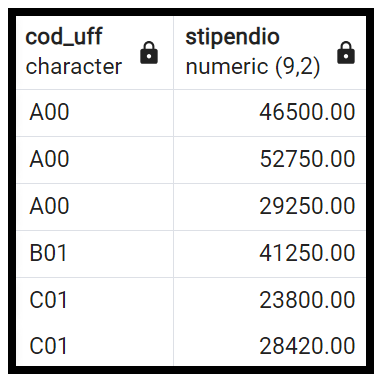 cod_uff stipendio
character numeric (9,2)
A00 46500.00
A00 52750.00
A00 29250.00
B01 41250.00
C01 23800.00
C01 28420.00